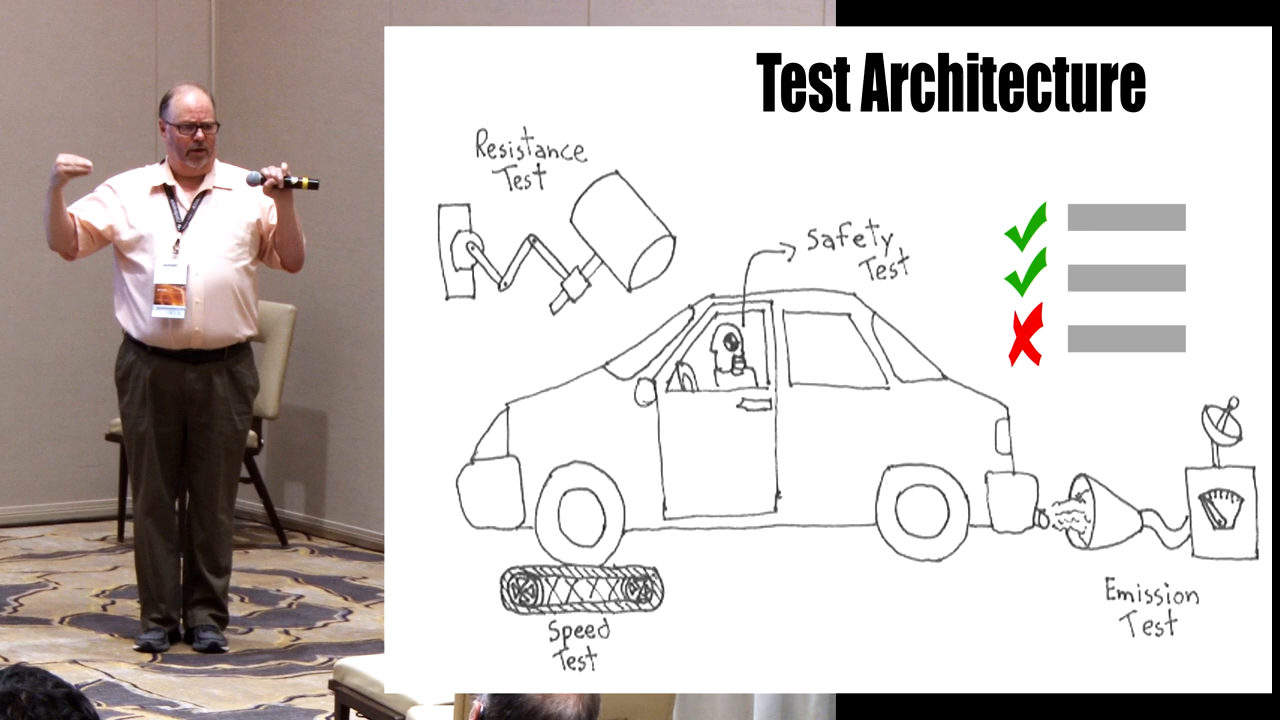 Test Architecture
Resistance
Test
Safety
Test
Emission
Test
Speed
Test